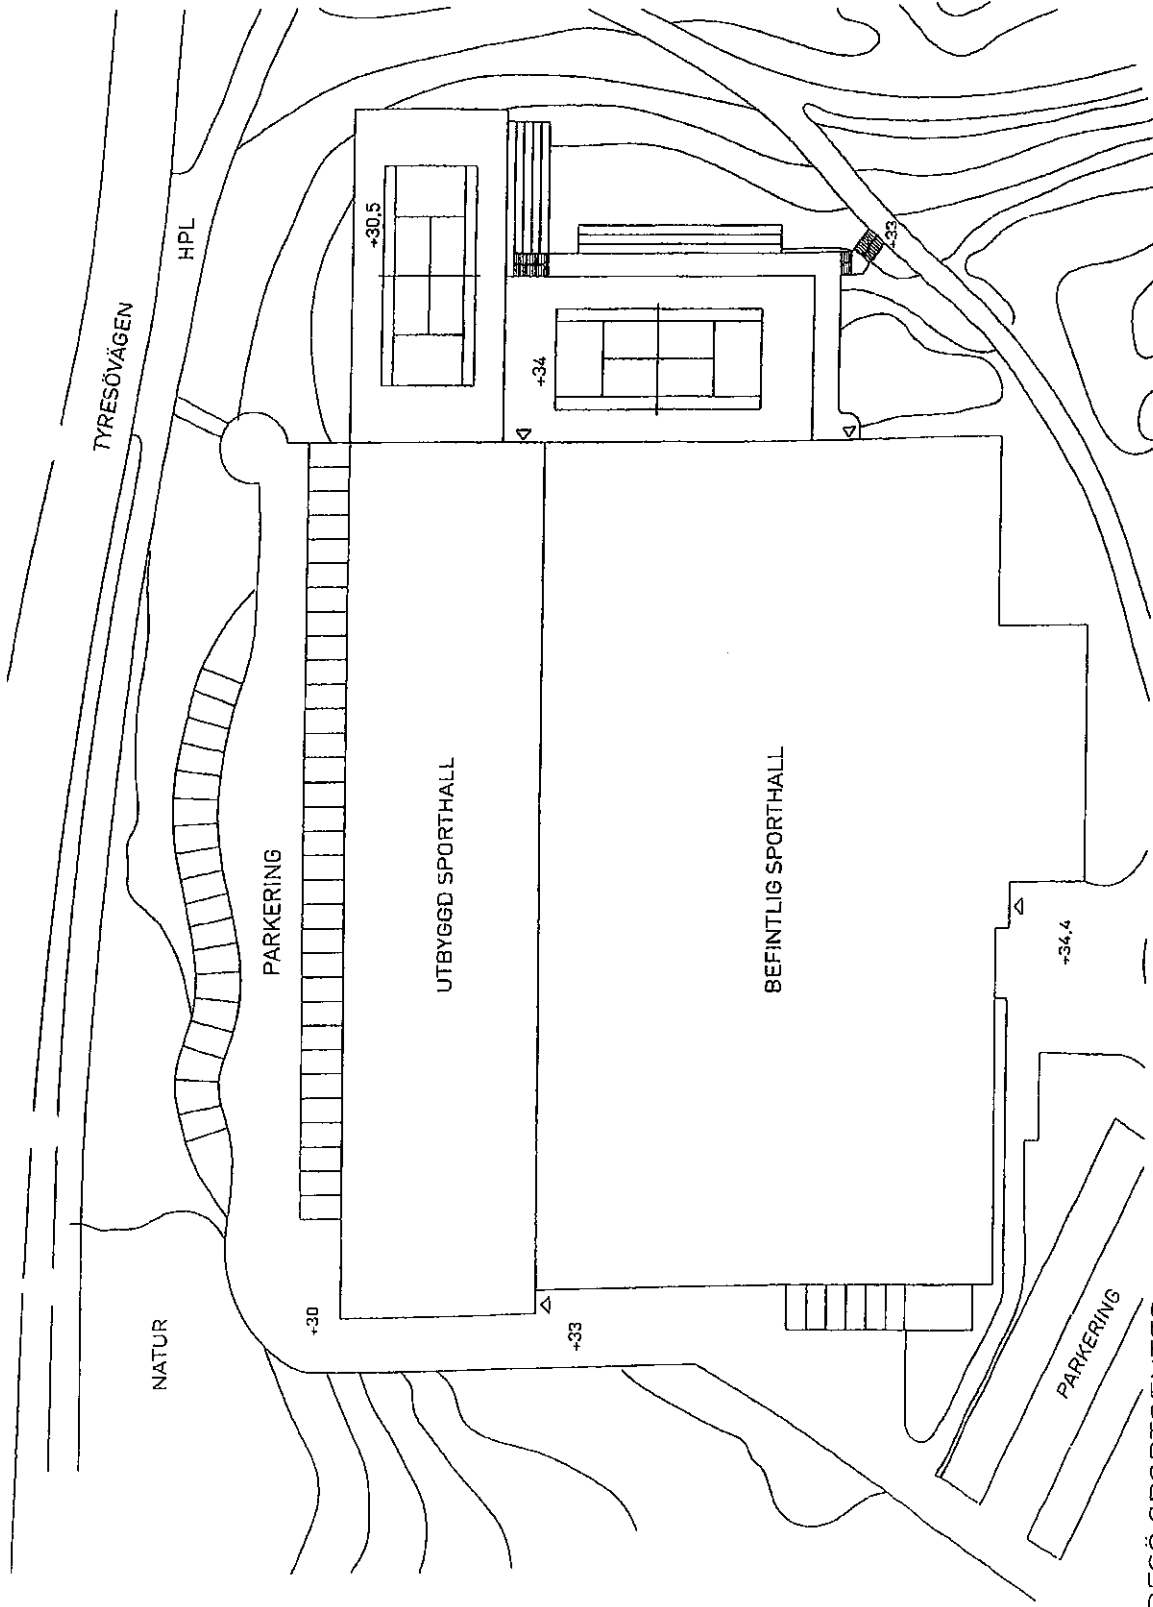 TYRESÖVÄGEN
HPL
NATUR
PARKERING
UTBYGGD SPORTHALL
BEFINTLIG SPORTHALL
PARKERING
+30,5
+34
+33
+30
+33
+34,4